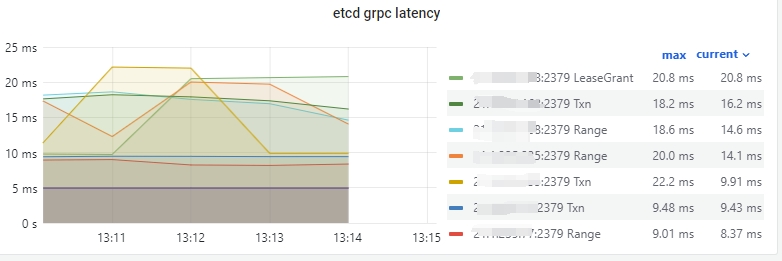 etcd grpc latency
25 ms
20 ms
15 ms
10 ms
5 ms
0 s
13:11 13:12 13:13 13:14 13:15
max current
:2379 LeaseGrant 20.8 ms 20.8 ms
:2379 Txn 18.2 ms 16.2 ms
:2379 Range 18.6 ms 14.6 ms
:2379 Range 20.0 ms 14.1 ms
:2379 Txn 22.2 ms 9.91 ms
2379 Txn 9.48 ms 9.43 ms
:2379 Range 9.01 ms 8.37 ms